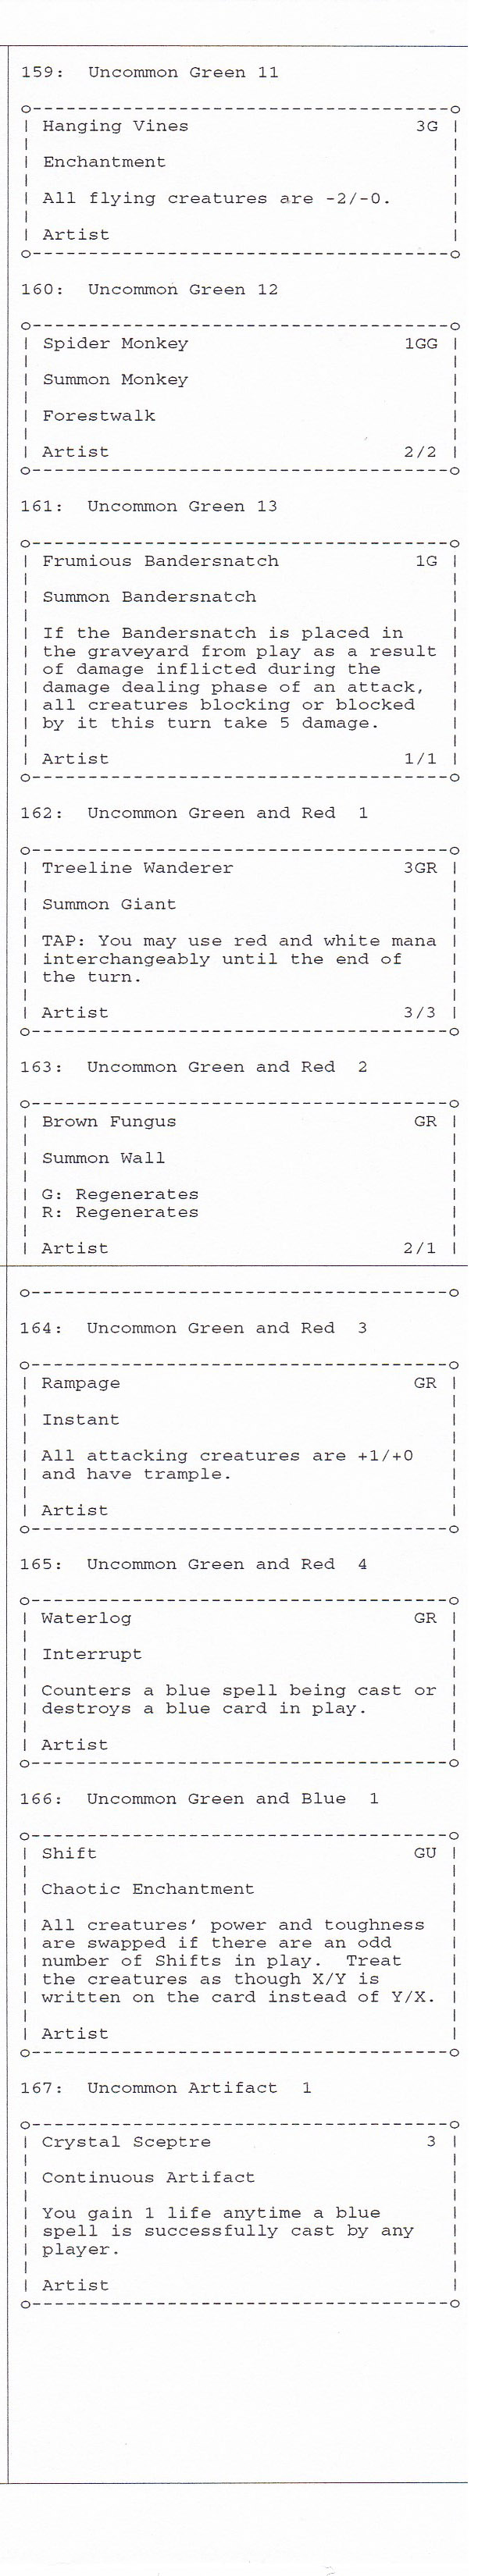 159:  Uncommon Green 11
o-------------------------------------o
| Hanging Vines                    3G |
| Enchantment                         |
| All flying creatures are -2/-0.     |
| Artist                              |
o-------------------------------------o
160:  Uncommon Green 12
o-------------------------------------o
| Spider Monkey                   1GG |
| Summon Monkey                       |
| Forestwalk                          |
| Artist                          2/2 |
o-------------------------------------o
161:  Uncommon Green 13
o-------------------------------------o
| Frumious Bandersnatch            1G |
| Summon Bandersnatch                 |
| If the Bandersnatch is placed in    |
| the graveyard from play as a result |
| of damage inflicted during the      |
| damage dealing phase of an attack,  |
| all creatures blocking or blocked   |
| by it this turn take 5 damage.      |
| Artist                          1/1 |
o-------------------------------------o
162:  Uncommon Green and Red  1
o-------------------------------------o
| Treeline Wanderer               3GR |
| Summon Giant                        |
| TAP: You may use red and white mana |
| interchangeably until the end of    |
| the turn.                           |
| Artist                          3/3 |
o-------------------------------------o
163:  Uncommon Green and Red  2
o-------------------------------------o
| Brown Fungus                     GR |
| Summon Wall                         |
| G: Regenerates                      |
| R: Regenerates                      |
| Artist                          2/1 |
o-------------------------------------o
164:  Uncommon Green and Red  3
o-------------------------------------o
| Rampage                          GR |
| Instant                             |
| All attacking creatures are +1/+0   |
| and have trample.                   |
| Artist                              |
o-------------------------------------o
165:  Uncommon Green and Red  4
o-------------------------------------o
| Waterlog                         GR |
| Interrupt                           |
| Counters a blue spell being cast or |
| destroys a blue card in play.       |
| Artist                              |
o-------------------------------------o
166:  Uncommon Green and Blue  1
o-------------------------------------o
| Shift                            GU |
| Chaotic Enchantment                 |
| All creatures' power and toughness  |
| are swapped if there are an odd     |
| number of Shifts in play.  Treat    |
| the creatures as though X/Y is      |
| written on the card instead of Y/X. |
| Artist                              |
o-------------------------------------o
167:  Uncommon Artifact  1
o-------------------------------------o
| Crystal Sceptre                   3 |
| Continuous Artifact                 |
| You gain 1 life anytime a blue      |
| spell is successfully cast by any   |
| player.                             |
| Artist                              |
o-------------------------------------o